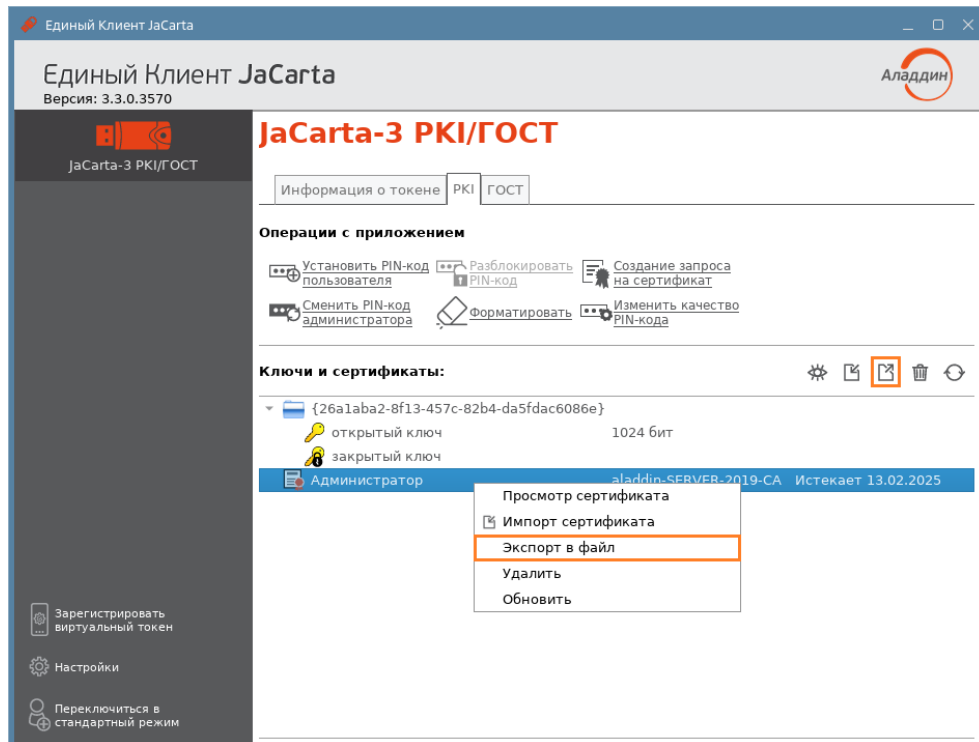 Единый Клиент JaCarta
Единый Клиент JaCarta
Версия: 3.3.0.3570
Аладдин
JaCarta-3 PKI/ГОСТ
JaCarta-3 PKI/ГОСТ
Информация о токене PKI ГОСТ
Операции с приложением
Установить PIN-код
пользователя
Разблокировать
PIN-код
Создание запроса
на сертификат
Сменить PIN-код
администратора
Форматировать
Изменить качество
PIN-кода
Ключи и сертификаты:
{26a1aba2-8f13-457c-82b4-da5fdac6086e}
открытый ключ 1024 бит
закрытый ключ
Администратор aladdin-SERVER-2019-CA Истекает 13.02.2025
Просмотр сертификата
Импорт сертификата
Экспорт в файл
Удалить
Обновить
Зарегистрировать
виртуальный токен
Настройки
Переключиться в
стандартный режим